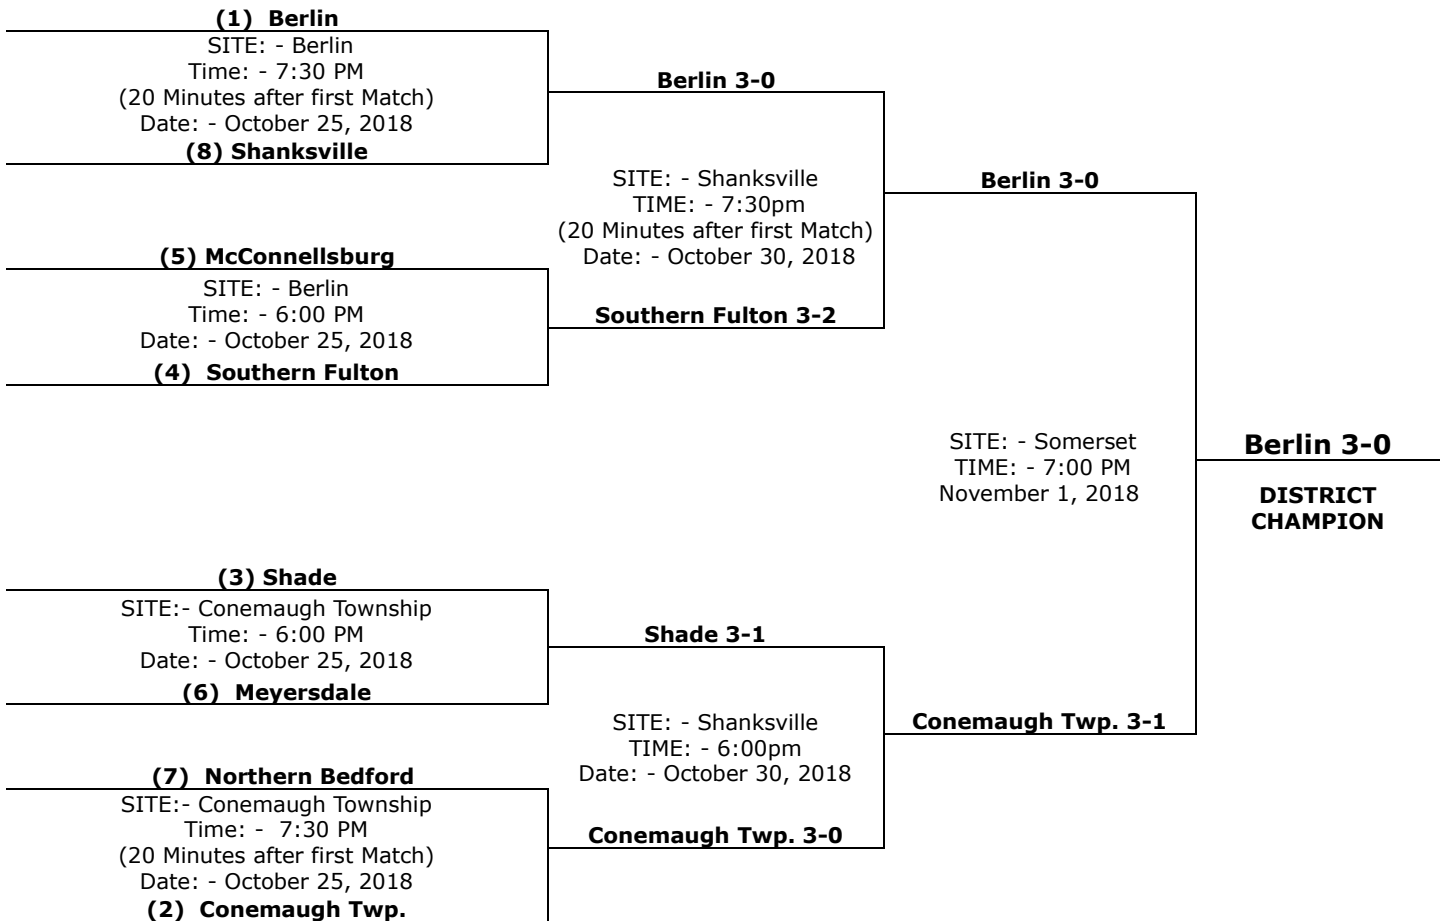 (1)  Berlin
SITE: - Berlin
Time: - 7:30 PM
(20 Minutes after first Match)
Date: - October 25, 2018
(8) Shanksville
(5) McConnellsburg
SITE: - Berlin
Time: - 6:00 PM
Date: - October 25, 2018
(4)  Southern Fulton
(3) Shade
SITE:- Conemaugh Township
Time: - 6:00 PM
Date: - October 25, 2018
(6)  Meyersdale
(7)  Northern Bedford
SITE:- Conemaugh Township
Time: -  7:30 PM
(20 Minutes after first Match)
Date: - October 25, 2018
(2)  Conemaugh Twp.
Berlin 3-0
SITE: - Shanksville
TIME: - 7:30pm
(20 Minutes after first Match)
Date: - October 30, 2018
Southern Fulton 3-2
Shade 3-1
SITE: - Shanksville
TIME: - 6:00pm
Date: - October 30, 2018
Conemaugh Twp. 3-0
Berlin 3-0
SITE: - Somerset
TIME: - 7:00 PM
November 1, 2018
Conemaugh Twp. 3-1
Berlin 3-0
DISTRICT
CHAMPION